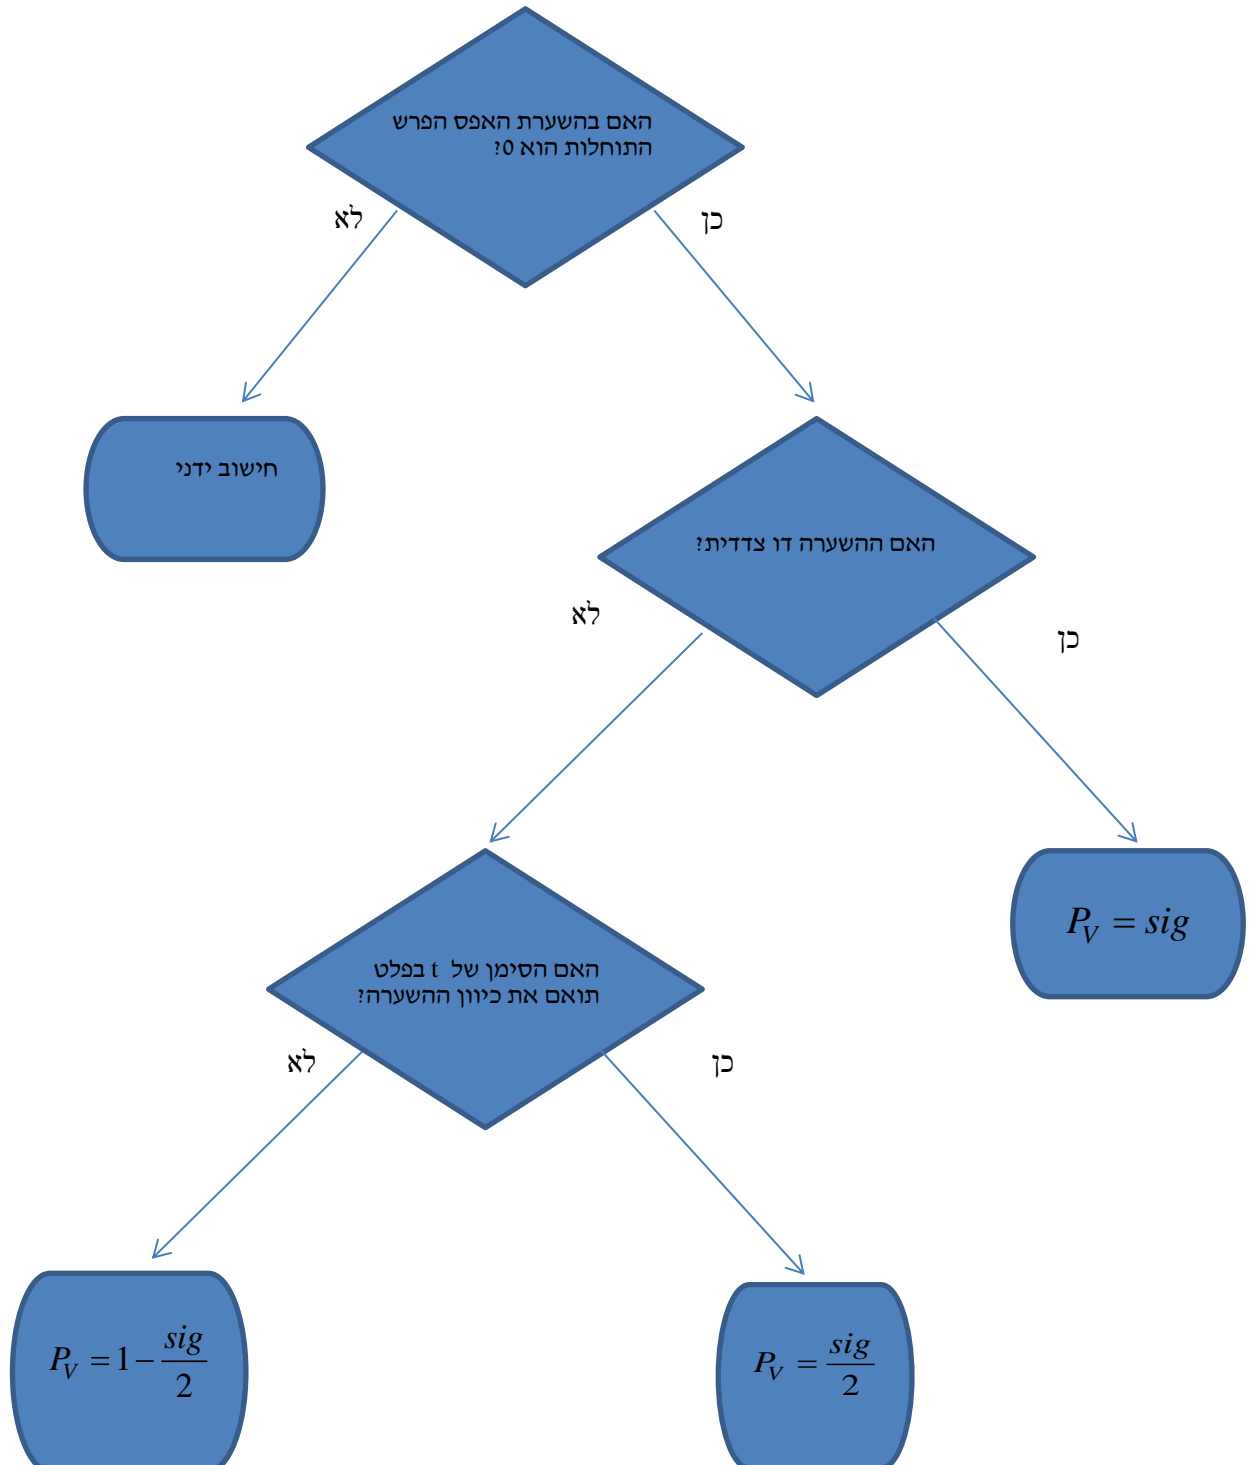 האם בהשערת האפס הפרש
התוחלות הוא 0?
לא
כן
חישוב ידני
האם ההשערה דו צדדית?
לא
כן
P_V = sig
האם הסימן של t בפלט
תואם את כיוון ההשערה?
לא
כן
P_V = 1 − sig/2
P_V = sig/2